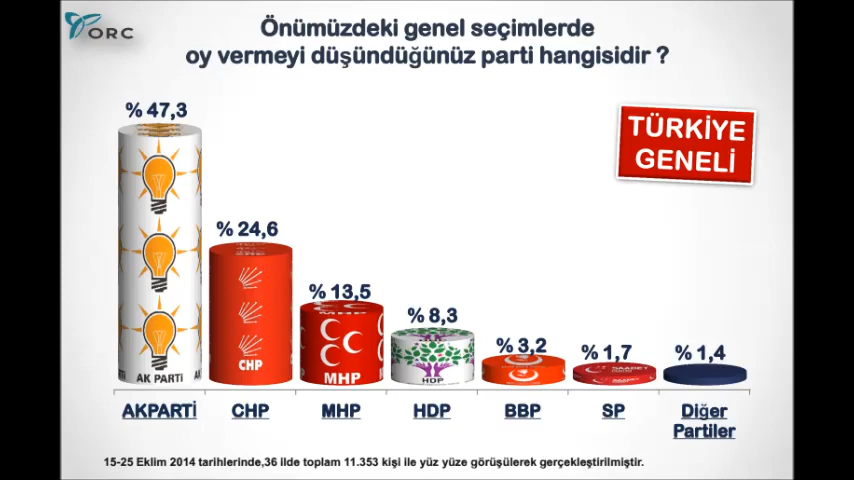 ORC
Önümüzdeki genel seçimlerde
oy vermeyi düşündüğünüz parti hangisidir ?
TÜRKİYE
GENELİ
% 47,3
% 24,6
% 13,5
% 8,3
% 3,2
% 1,7
% 1,4
AK PARTİ
CHP
MHP
MHP
HDP
SAADET
AKPARTİ
CHP
MHP
HDP
BBP
SP
Diğer
Partiler
15-25 Ekim 2014 tarihlerinde,36 ilde toplam 11.353 kişi ile yüz yüze görüşülerek gerçekleştirilmiştir.